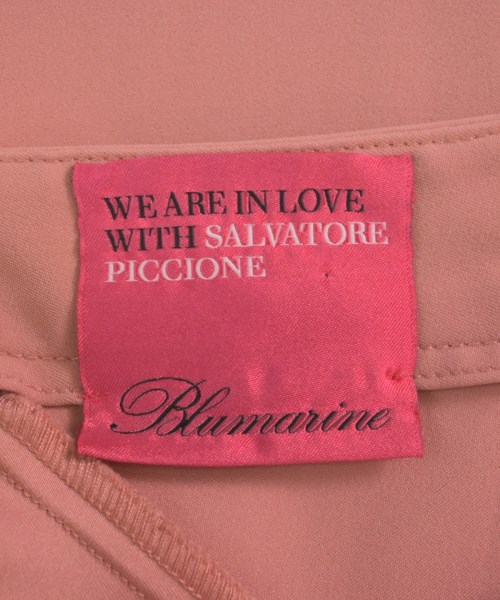 WE ARE IN LOVE
WITH SALVATORE
PICCIONE
Blumarine